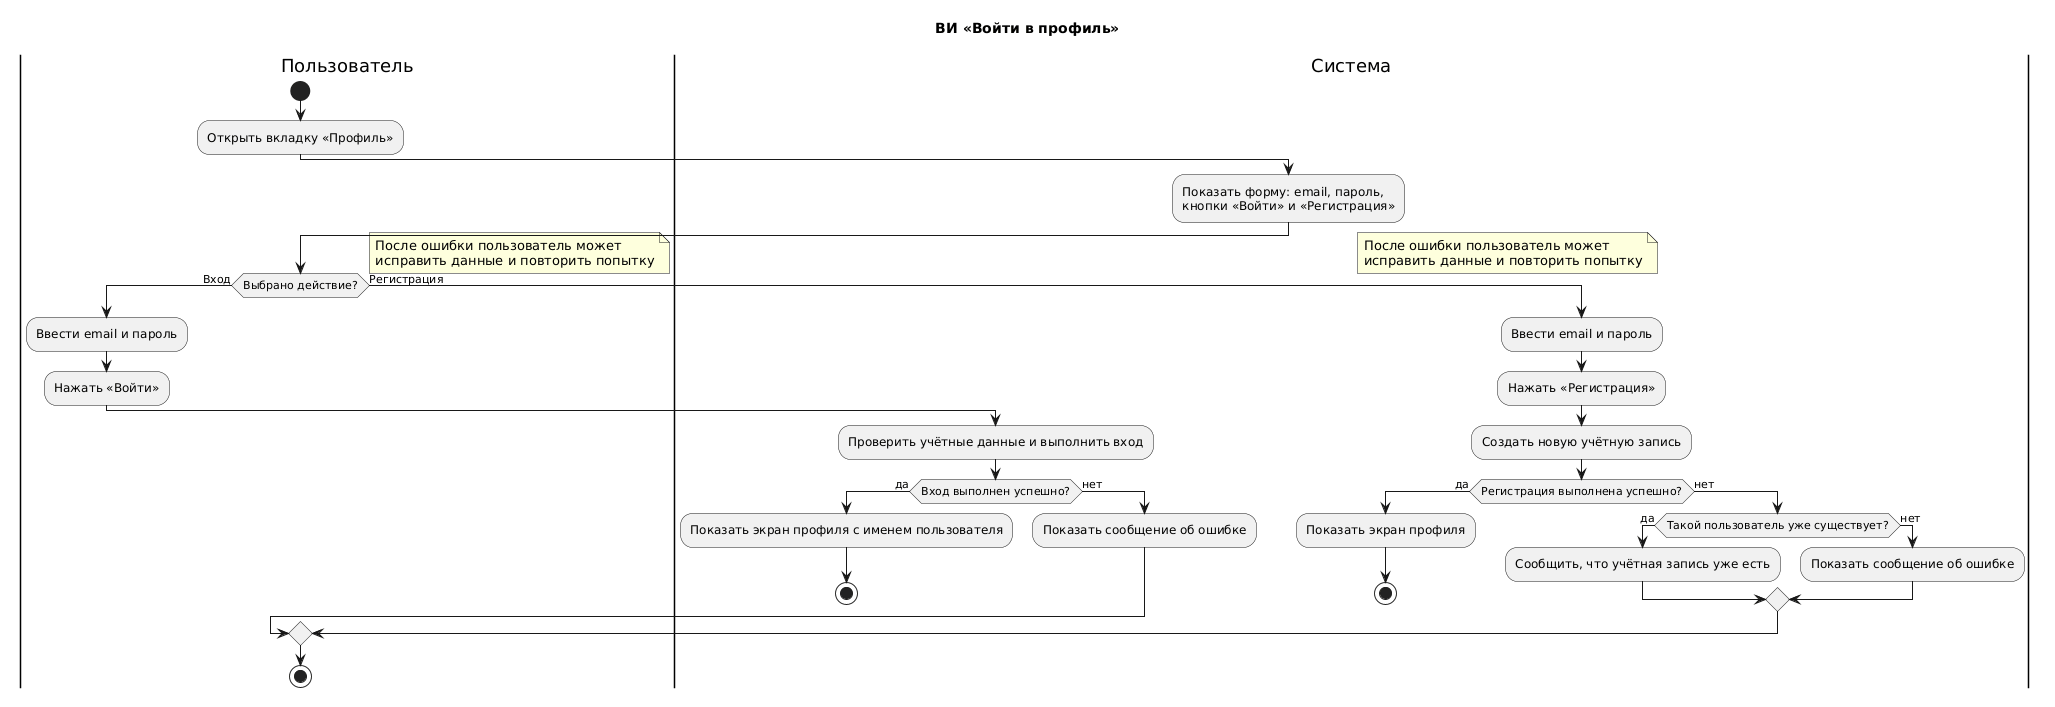 ВИ «Войти в профиль»
Пользователь
Система
Открыть вкладку «Профиль»
Показать форму: email, пароль,
кнопки «Войти» и «Регистрация»
После ошибки пользователь может
исправить данные и повторить попытку
После ошибки пользователь может
исправить данные и повторить попытку
Вход
Выбрано действие?
Регистрация
Ввести email и пароль
Ввести email и пароль
Нажать «Войти»
Нажать «Регистрация»
Проверить учётные данные и выполнить вход
Создать новую учётную запись
да
Вход выполнен успешно?
нет
да
Регистрация выполнена успешно?
нет
Показать экран профиля с именем пользователя
Показать сообщение об ошибке
Показать экран профиля
да
Такой пользователь уже существует?
нет
Сообщить, что учётная запись уже есть
Показать сообщение об ошибке